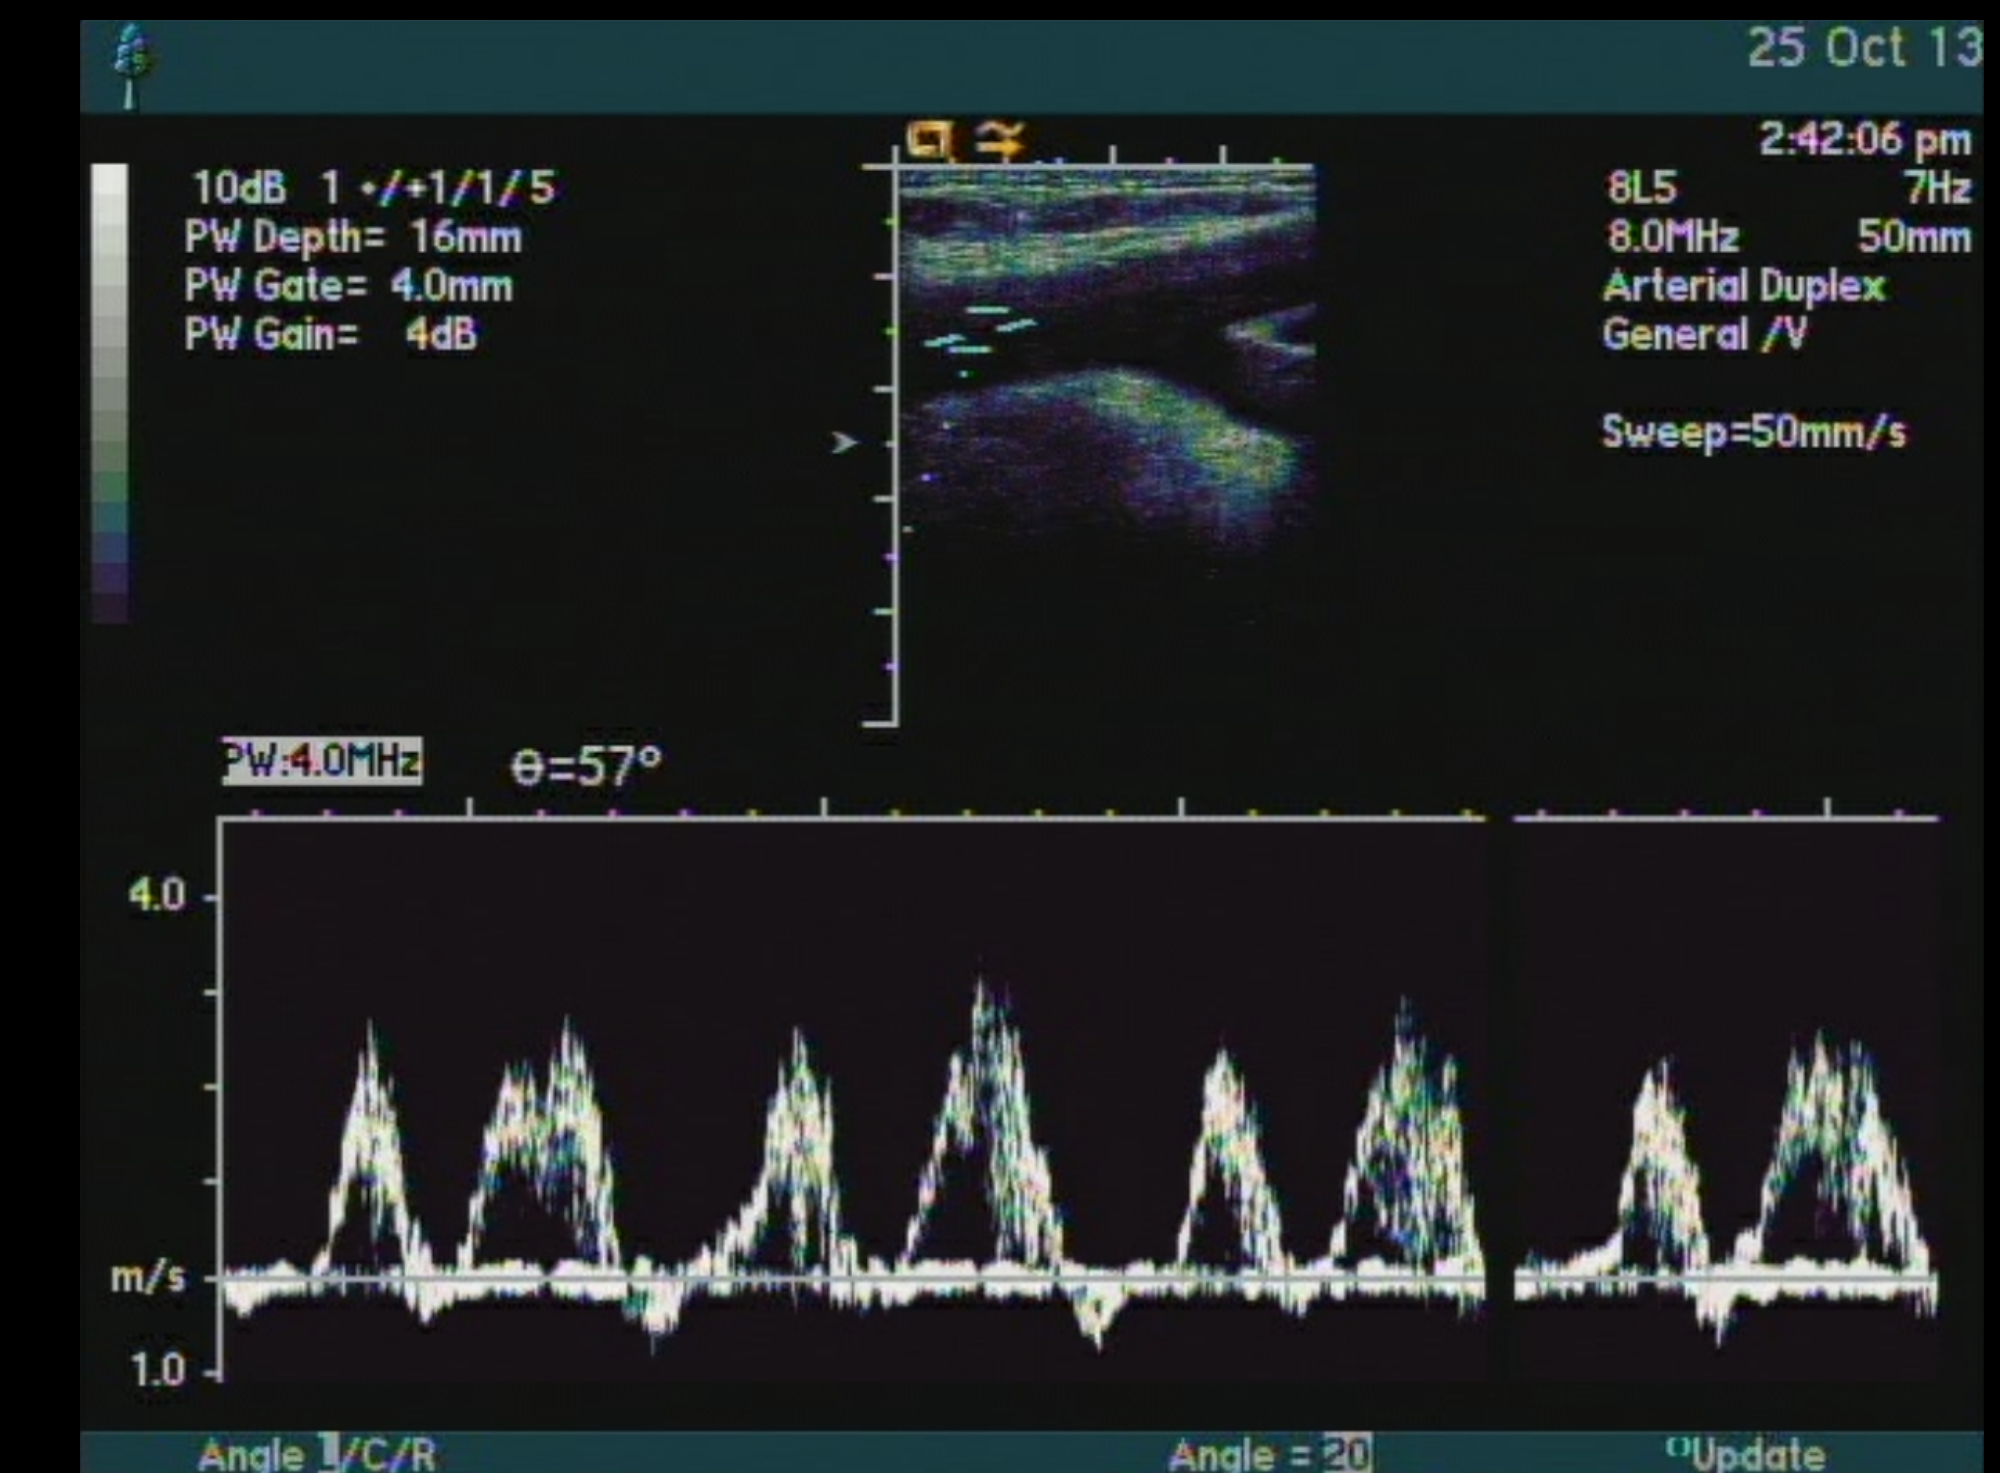 25 Oct 13
2:42:06 pm
10dB 1 +/+1/1/5
PW Depth= 16mm
PW Gate= 4.0mm
PW Gain= 4dB
8L5 7Hz
8.0MHz 50mm
Arterial Duplex
General /V
Sweep=50mm/s
PW:4.0MHz
θ=57°
4.0
m/s
1.0
Angle L/C/R
Angle = 20
Update